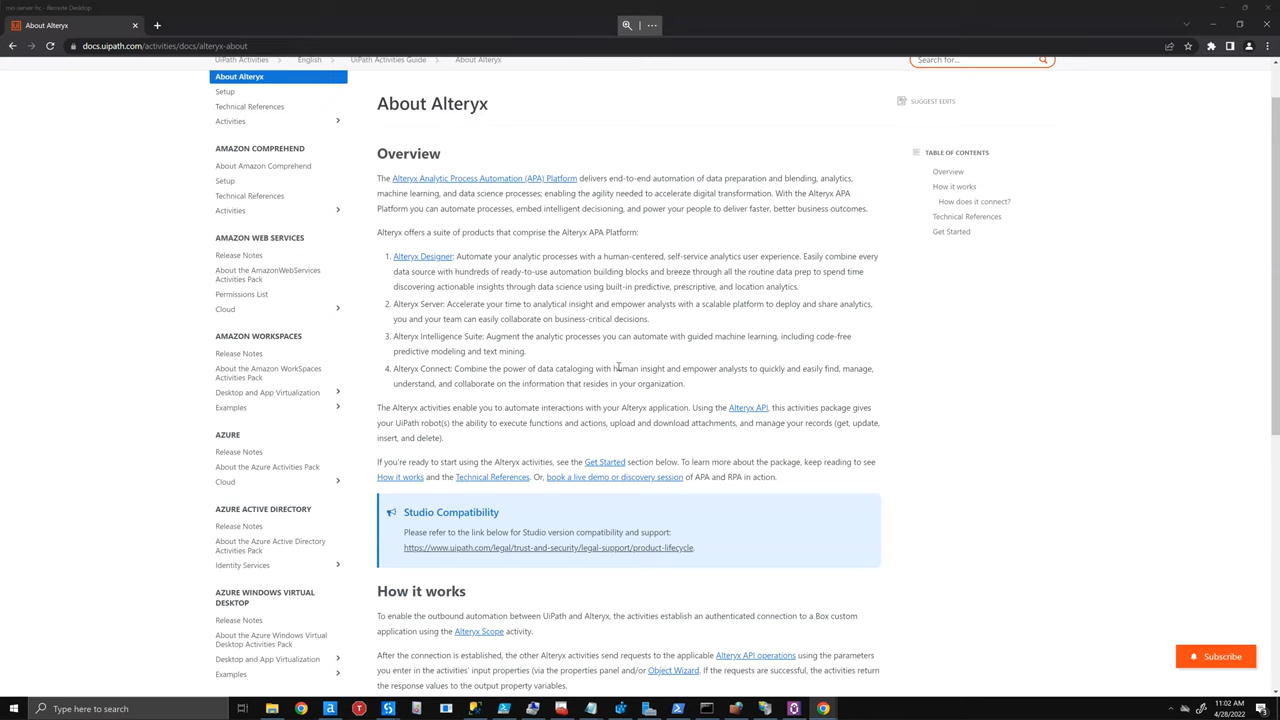 mn-server-hc - Remote Desktop
About Alteryx
docs.uipath.com/activities/docs/alteryx-about
UiPath Activities > English > UiPath Activities Guide > About Alteryx
Search for...
About Alteryx
Setup
Technical References
Activities
AMAZON COMPREHEND
About Amazon Comprehend
Setup
Technical References
Activities
AMAZON WEB SERVICES
Release Notes
About the AmazonWebServices
Activities Pack
Permissions List
Cloud
AMAZON WORKSPACES
Release Notes
About the Amazon WorkSpaces
Activities Pack
Desktop and App Virtualization
Examples
AZURE
Release Notes
About the Azure Activities Pack
Cloud
AZURE ACTIVE DIRECTORY
Release Notes
About the Azure Active Directory
Activities Pack
Identity Services
AZURE WINDOWS VIRTUAL
DESKTOP
Release Notes
About the Azure Windows Virtual
Desktop Activities Pack
Desktop and App Virtualization
Examples
About Alteryx
SUGGEST EDITS
Overview
The Alteryx Analytic Process Automation (APA) Platform delivers end-to-end automation of data preparation and blending, analytics,
machine learning, and data science processes; enabling the agility needed to accelerate digital transformation. With the Alteryx APA
Platform you can automate processes, embed intelligent decisioning, and power your people to deliver faster, better business outcomes.
Alteryx offers a suite of products that comprise the Alteryx APA Platform:
1. Alteryx Designer: Automate your analytic processes with a human-centered, self-service analytics user experience. Easily combine every
data source with hundreds of ready-to-use automation building blocks and breeze through all the routine data prep to spend time
discovering actionable insights through data science using built-in predictive, prescriptive, and location analytics.
2. Alteryx Server: Accelerate your time to analytical insight and empower analysts with a scalable platform to deploy and share analytics,
you and your team can easily collaborate on business-critical decisions.
3. Alteryx Intelligence Suite: Augment the analytic processes you can automate with guided machine learning, including code-free
predictive modeling and text mining.
4. Alteryx Connect: Combine the power of data cataloging with human insight and empower analysts to quickly and easily find, manage,
understand, and collaborate on the information that resides in your organization.
The Alteryx activities enable you to automate interactions with your Alteryx application. Using the Alteryx API, this activities package gives
your UiPath robot(s) the ability to execute functions and actions, upload and download attachments, and manage your records (get, update,
insert, and delete).
If you're ready to start using the Alteryx activities, see the Get Started section below. To learn more about the package, keep reading to see
How it works and the Technical References. Or, book a live demo or discovery session of APA and RPA in action.
Studio Compatibility
Please refer to the link below for Studio version compatibility and support:
https://www.uipath.com/legal/trust-and-security/legal-support/product-lifecycle.
How it works
To enable the outbound automation between UiPath and Alteryx, the activities establish an authenticated connection to a Box custom
application using the Alteryx Scope activity.
After the connection is established, the other Alteryx activities send requests to the applicable Alteryx API operations using the parameters
you enter in the activities' input properties (via the properties panel and/or Object Wizard. If the requests are successful, the activities return
the response values to the output property variables.
TABLE OF CONTENTS
Overview
How it works
How does it connect?
Technical References
Get Started
Subscribe
Type here to search
11:02 AM
4/28/2022